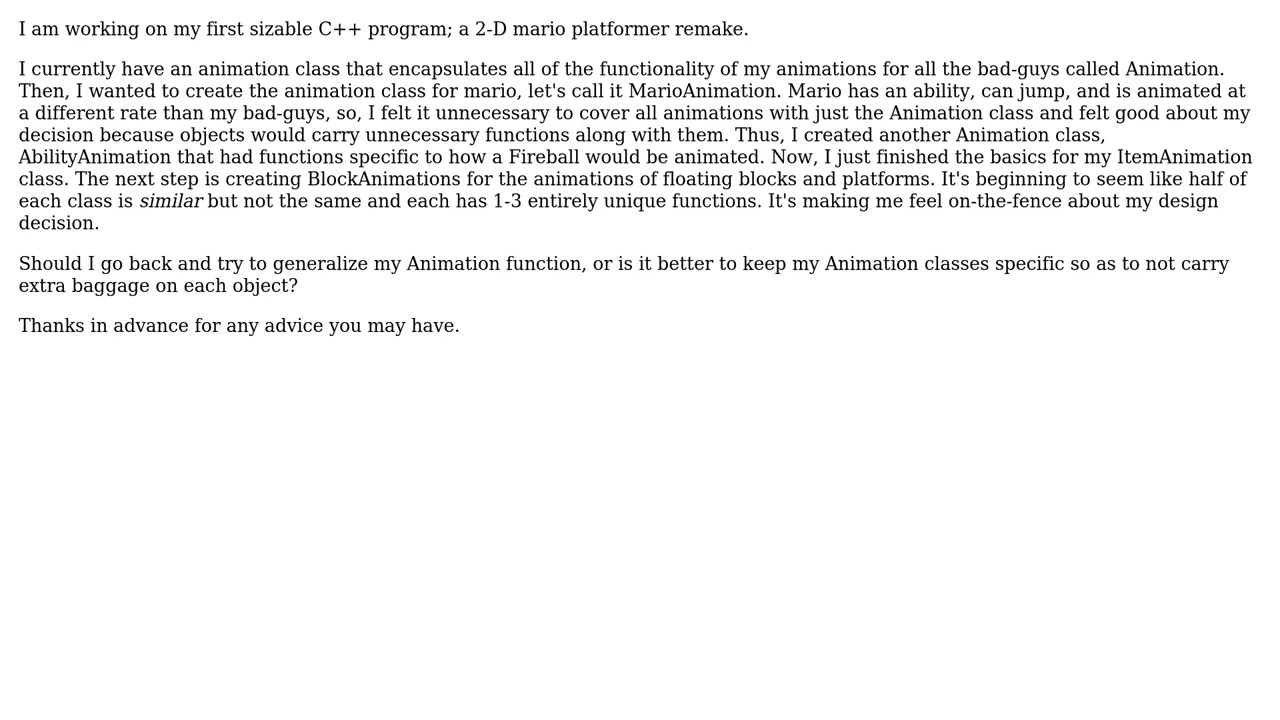 I am working on my first sizable C++ program; a 2-D mario platformer remake.
I currently have an animation class that encapsulates all of the functionality of my animations for all the bad-guys called Animation.
Then, I wanted to create the animation class for mario, let's call it MarioAnimation. Mario has an ability, can jump, and is animated at
a different rate than my bad-guys, so, I felt it unnecessary to cover all animations with just the Animation class and felt good about my
decision because objects would carry unnecessary functions along with them. Thus, I created another Animation class,
AbilityAnimation that had functions specific to how a Fireball would be animated. Now, I just finished the basics for my ItemAnimation
class. The next step is creating BlockAnimations for the animations of floating blocks and platforms. It's beginning to seem like half of
each class is similar but not the same and each has 1-3 entirely unique functions. It's making me feel on-the-fence about my design
decision.
Should I go back and try to generalize my Animation function, or is it better to keep my Animation classes specific so as to not carry
extra baggage on each object?
Thanks in advance for any advice you may have.